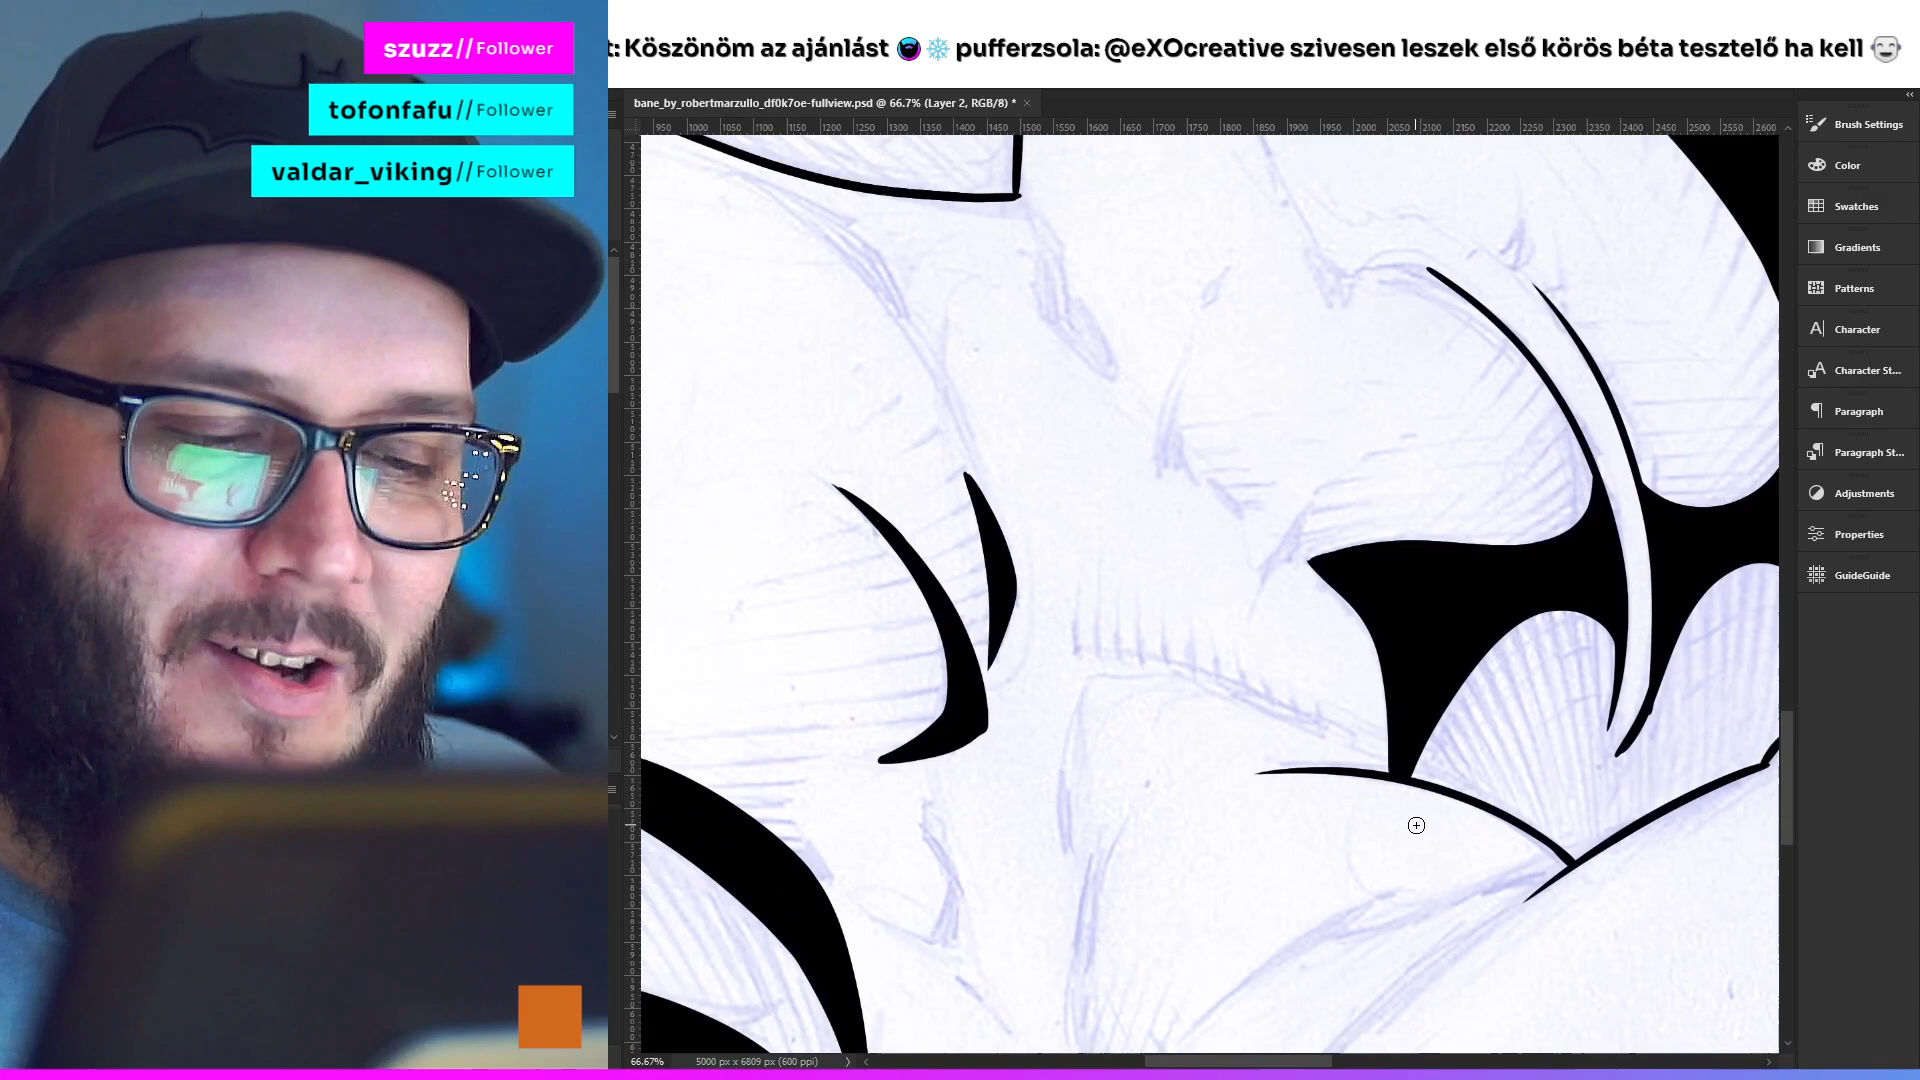 szuzz//Follower
tofonfafu//Follower
valdar_viking//Follower
t: Köszönöm az ajánlást pufferzsola: @eXOcreative szivesen leszek első körös béta tesztelő ha kell
bane_by_robertmarzullo_df0k7oe-fullview.psd @ 66.7% (Layer 2, RGB/8) * ×
950 1000 1050 1100 1150 1200 1250 1300 1350 1400 1450 1500 1550 1600 1650 1700 1750 1800 1850 1900 1950 2000 2050 2100 2150 2200 2250 2300 2350 2400 2450 2500 2550 2600
Brush Settings
Color
Swatches
Gradients
Patterns
Character
Character St...
Paragraph
Paragraph St...
Adjustments
Properties
GuideGuide
66.67% 5000 px x 6809 px (600 ppi)